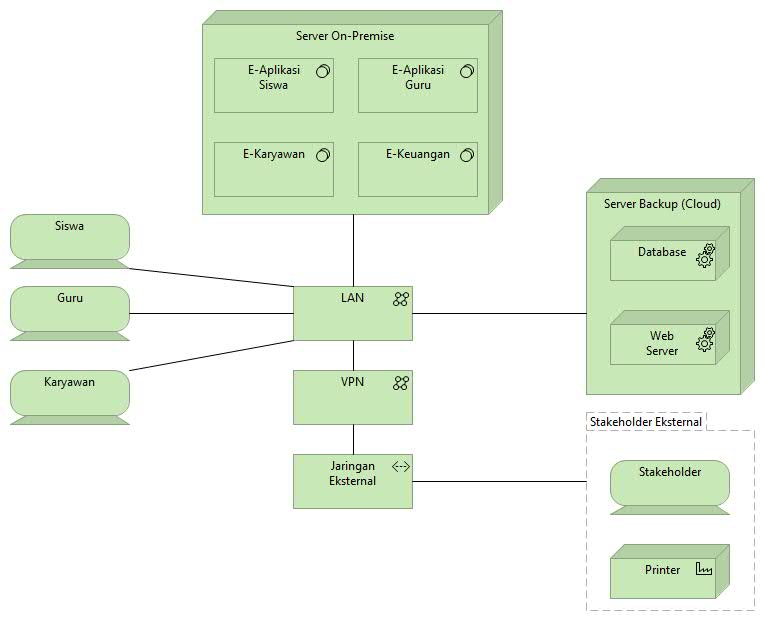 Server On-Premise
E-Aplikasi
Siswa
E-Aplikasi
Guru
E-Karyawan
E-Keuangan
Server Backup (Cloud)
Database
Web
Server
Siswa
Guru
Karyawan
LAN
VPN
Jaringan
Eksternal
Stakeholder Eksternal
Stakeholder
Printer